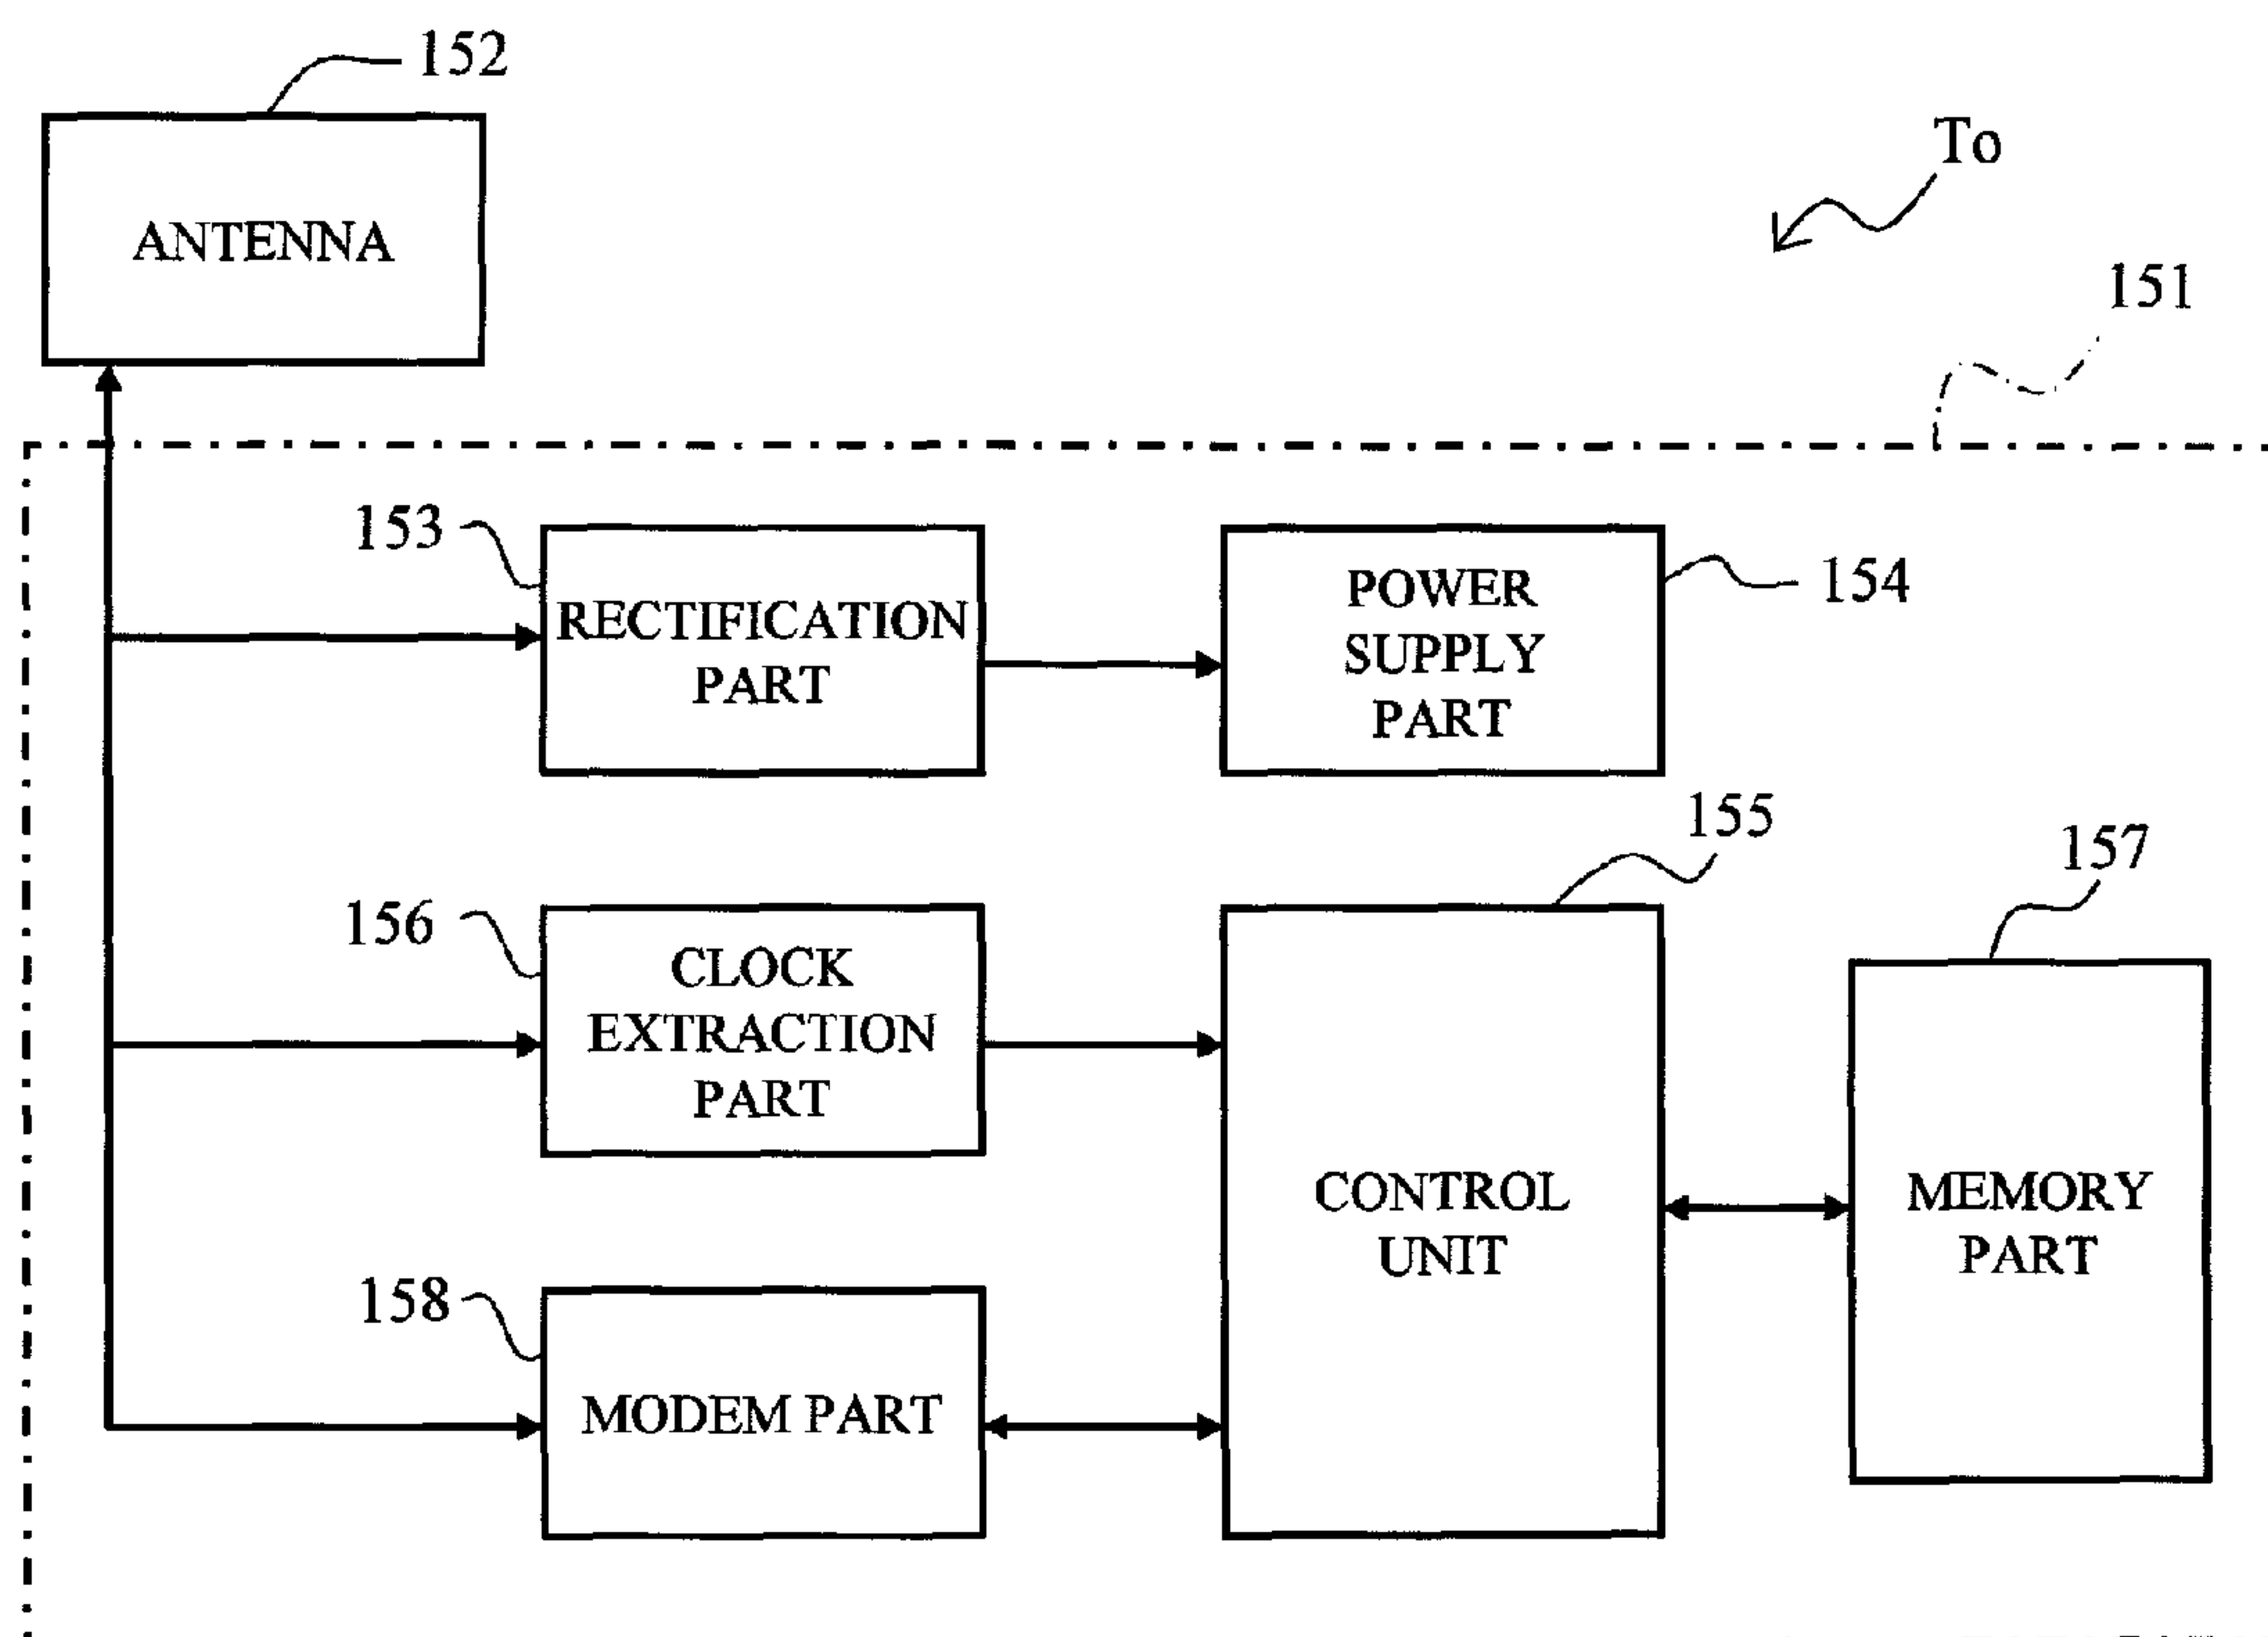 152
ANTENNA
To
151
153
RECTIFICATION
PART
POWER
SUPPLY
PART
154
155
157
156
CLOCK
EXTRACTION
PART
CONTROL
UNIT
MEMORY
PART
158
MODEM PART